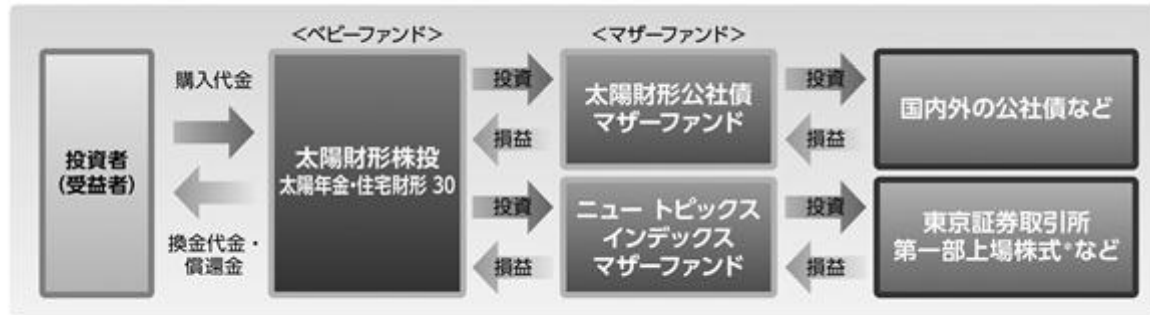 <ベビーファンド>
<マザーファンド>
投資者
(受益者)
購入代金
換金代金・
償還金
太陽財形株投
太陽年金・住宅財形 30
投資
損益
投資
損益
太陽財形公社債
マザーファンド
ニュー トピックス
インデックス
マザーファンド
投資
損益
投資
損益
国内外の公社債など
東京証券取引所
第一部上場株式*など